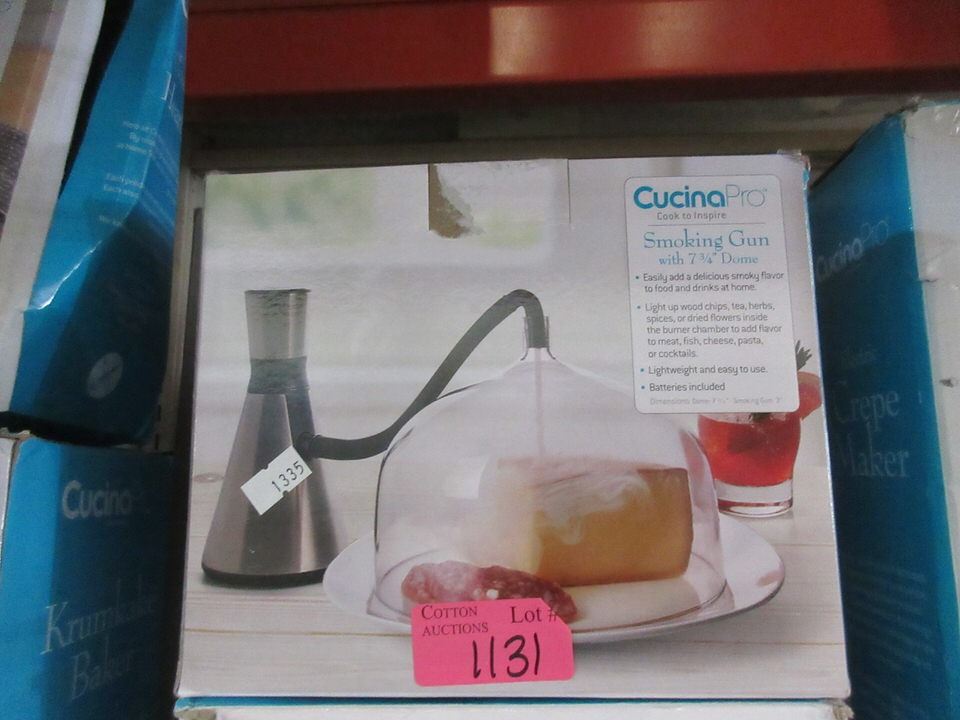 CucinaPro
Cook to Inspire
Smoking Gun
with 7 ¾" Dome
• Easily add a delicious smoky flavor
to food and drinks at home.
• Light up wood chips, tea, herbs,
spices, or dried flowers inside
the burner chamber to add flavor
to meat, fish, cheese, pasta,
or cocktails.
• Lightweight and easy to use.
• Batteries included
1335
COTTON
AUCTIONS
Lot #
1131
Cucina
Krumkake
Baker
CucinaPro
Crepe
Maker